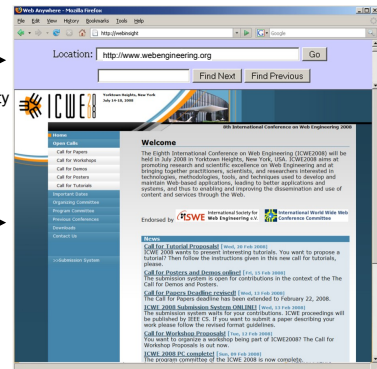 Web Anywhere - Mozilla Firefox
File Edit View History Bookmarks Tools Help
http://webinsight
Google
Location: http://www.webengineering.org Go
Find Next Find Previous
ty
ICWE
Yorktown Heights, New York
July 14-18, 2008
8th International Conference on Web Engineering 2008
Home
Open Calls
Call for Papers
Call for Workshops
Call for Demos
Call for Posters
Call for Tutorials
Important Dates
Organizing Committee
Program Committee
Previous Conferences
Downloads
Contact Us
>>Submission System
Welcome
The Eighth International Conference on Web Engineering (ICWE2008) will be
held in July 2008 in Yorktown Heights, New York, USA. ICWE2008 aims at
promoting research and scientific excellence on Web Engineering and at
bringing together practitioners, scientists, and researchers interested in
technologies, methodologies, tools, and techniques used to develop and
maintain Web-based applications, leading to better applications and
systems, and thus to enabling and improving the dissemination and use of
content and services through the Web.
Endorsed by ISWE International Society for Web Engineering e.V. International World Wide Web Conference Committee
News
Call for Tutorial Proposals! [Wed, 20 Feb 2008]
ICWE 2008 wants to present interesting tutorials. You want to propose a
tutorial? Then follow the instructions given in this new call for tutorials,
please.
Call for Posters and Demos online! [Fri, 15 Feb 2008]
The submission system is open for contributions in the context of the The
Call for Demos and Posters.
Call for Papers Deadline revised! [Wed, 13 Feb 2008]
The Call for Papers deadline has been extended to February 22, 2008.
ICWE 2008 Submission System ONLINE! [Wed, 13 Feb 2008]
The submission system waits for your contributions. ICWE proceedings will
be published by IEEE CS. If you want to submit a paper describing your
work please follow the revised format guidelines.
Call for Workshop Proposals! [Tue, 12 Feb 2008]
You want to organize a workshop being part of ICWE2008? The Call for
Workshop Proposals is out now.
ICWE 2008 PC complete! [Sun, 09 Feb 2008]
The program committee of the ICWE 2008 is now complete.